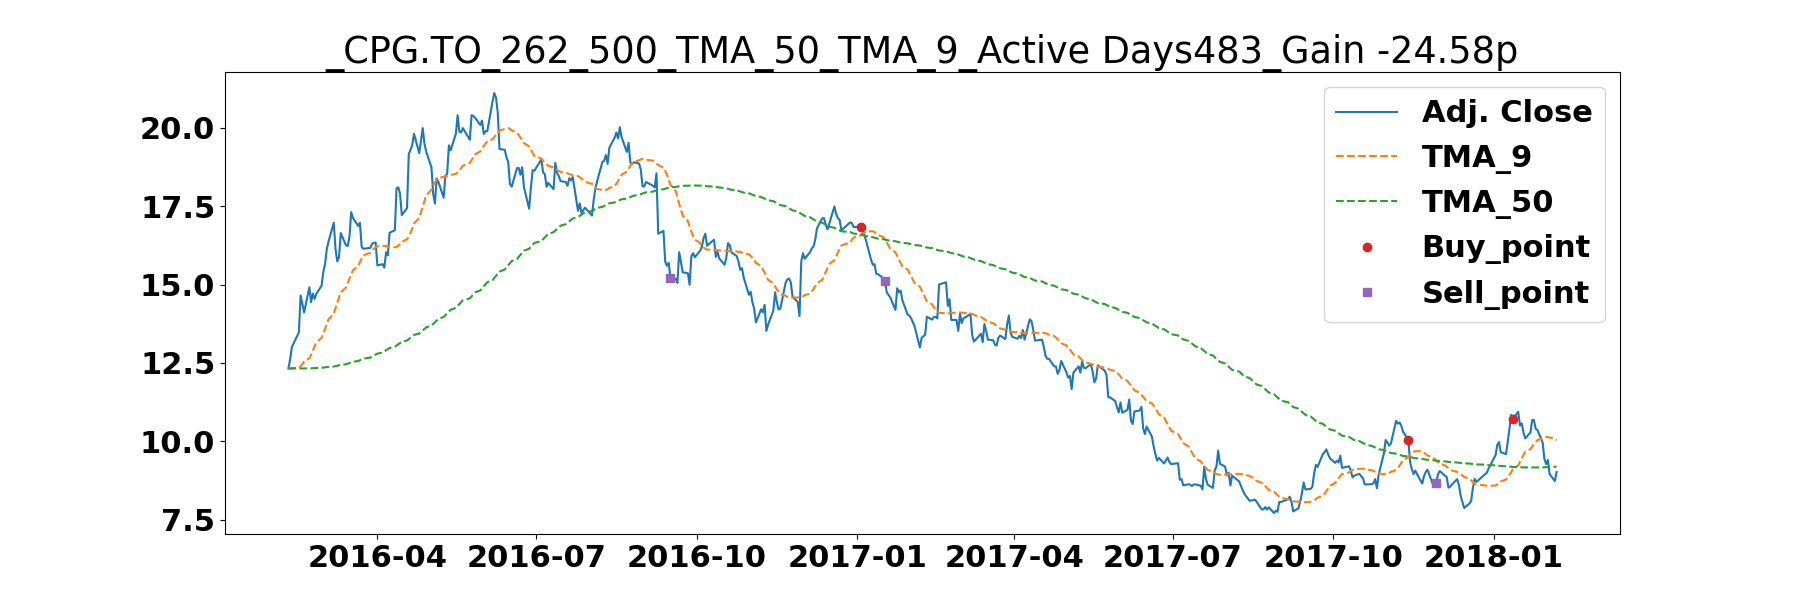 _CPG.TO_262_500_TMA_50_TMA_9_Active Days483_Gain -24.58p
20.0
17.5
15.0
12.5
10.0
7.5
Adj. Close
TMA_9
TMA_50
Buy_point
Sell_point
2016-04 2016-07 2016-10 2017-01 2017-04 2017-07 2017-10 2018-01